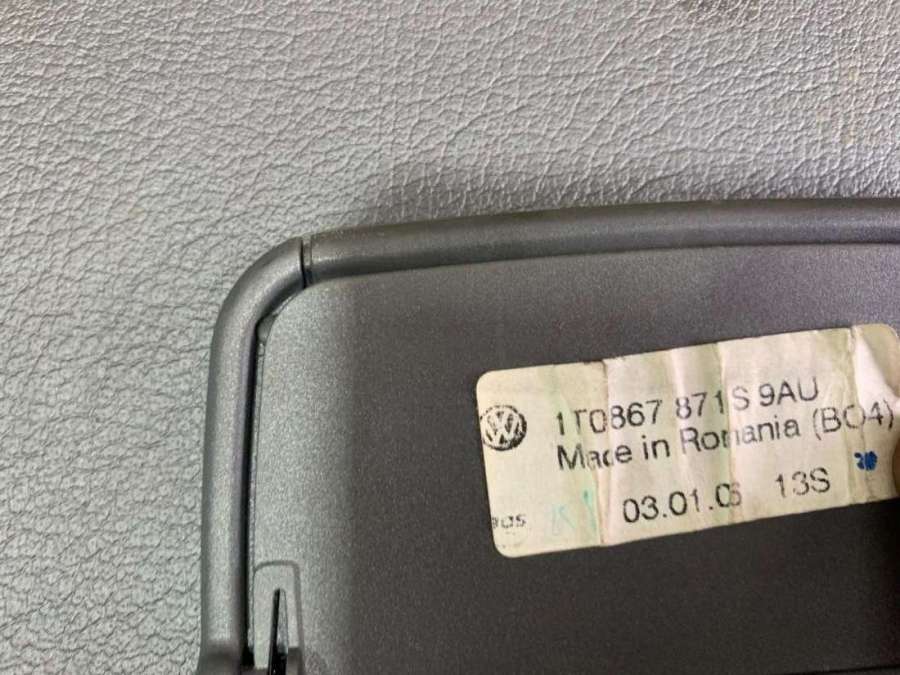 1T0867 871S 9AU
Made in Romania (BO4)
03.01.06 13S